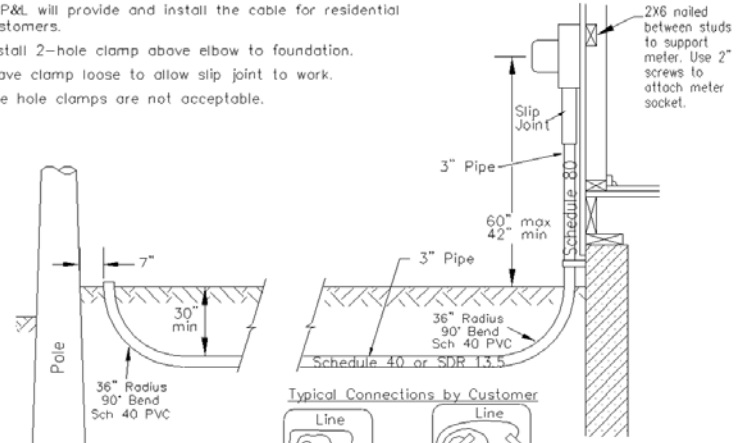 P&L will provide and install the cable for residential
stomers.
stall 2-hole clamp above elbow to foundation.
ave clamp loose to allow slip joint to work.
e hole clamps are not acceptable.
2X6 nailed
between studs
to support
meter. Use 2"
screws to
attach meter
socket.
Slip
Joint
3" Pipe
Schedule 80
60" max
42" min
7"
3" Pipe
30"
min
36" Radius
90° Bend
Sch 40 PVC
Pole
Schedule 40 or SDR 13.5
36" Radius
90° Bend
Sch 40 PVC
Typical Connections by Customer
Line
Line